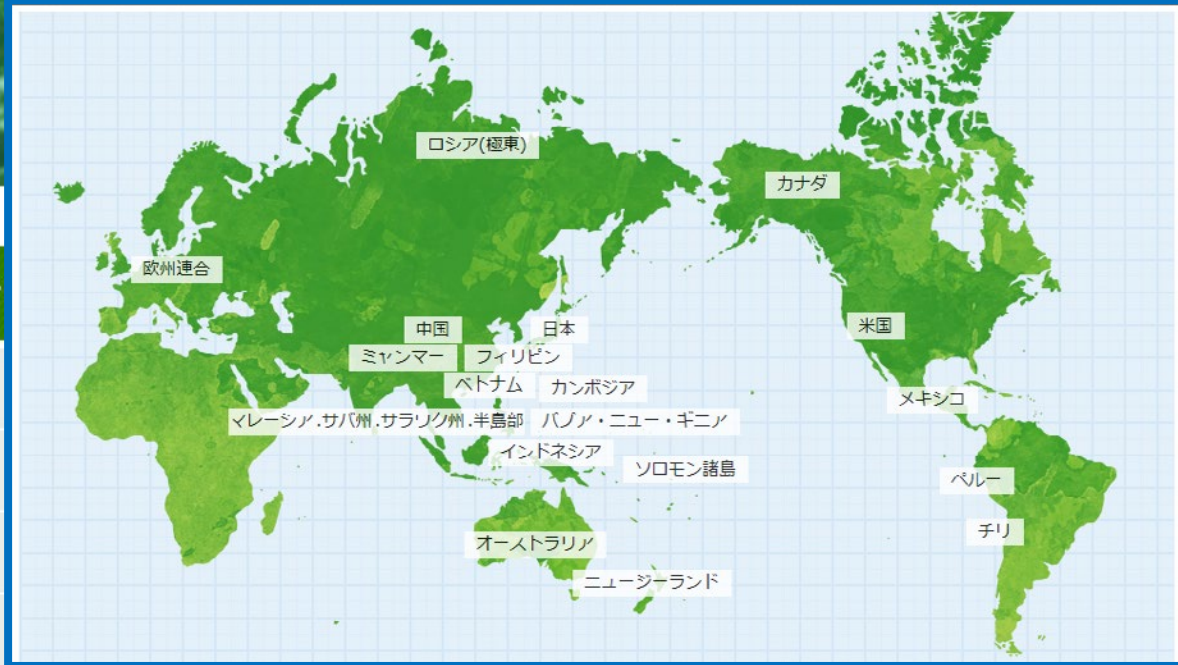 ロシア(極東)
カナダ
欧州連合
中国
日本
米国
ミャンマー
フィリピン
ベトナム
カンボジア
メキシコ
マレーシア.サバ州.サラワク州.半島部
パプア・ニュー・ギニア
インドネシア
ソロモン諸島
ペルー
チリ
オーストラリア
ニュージーランド